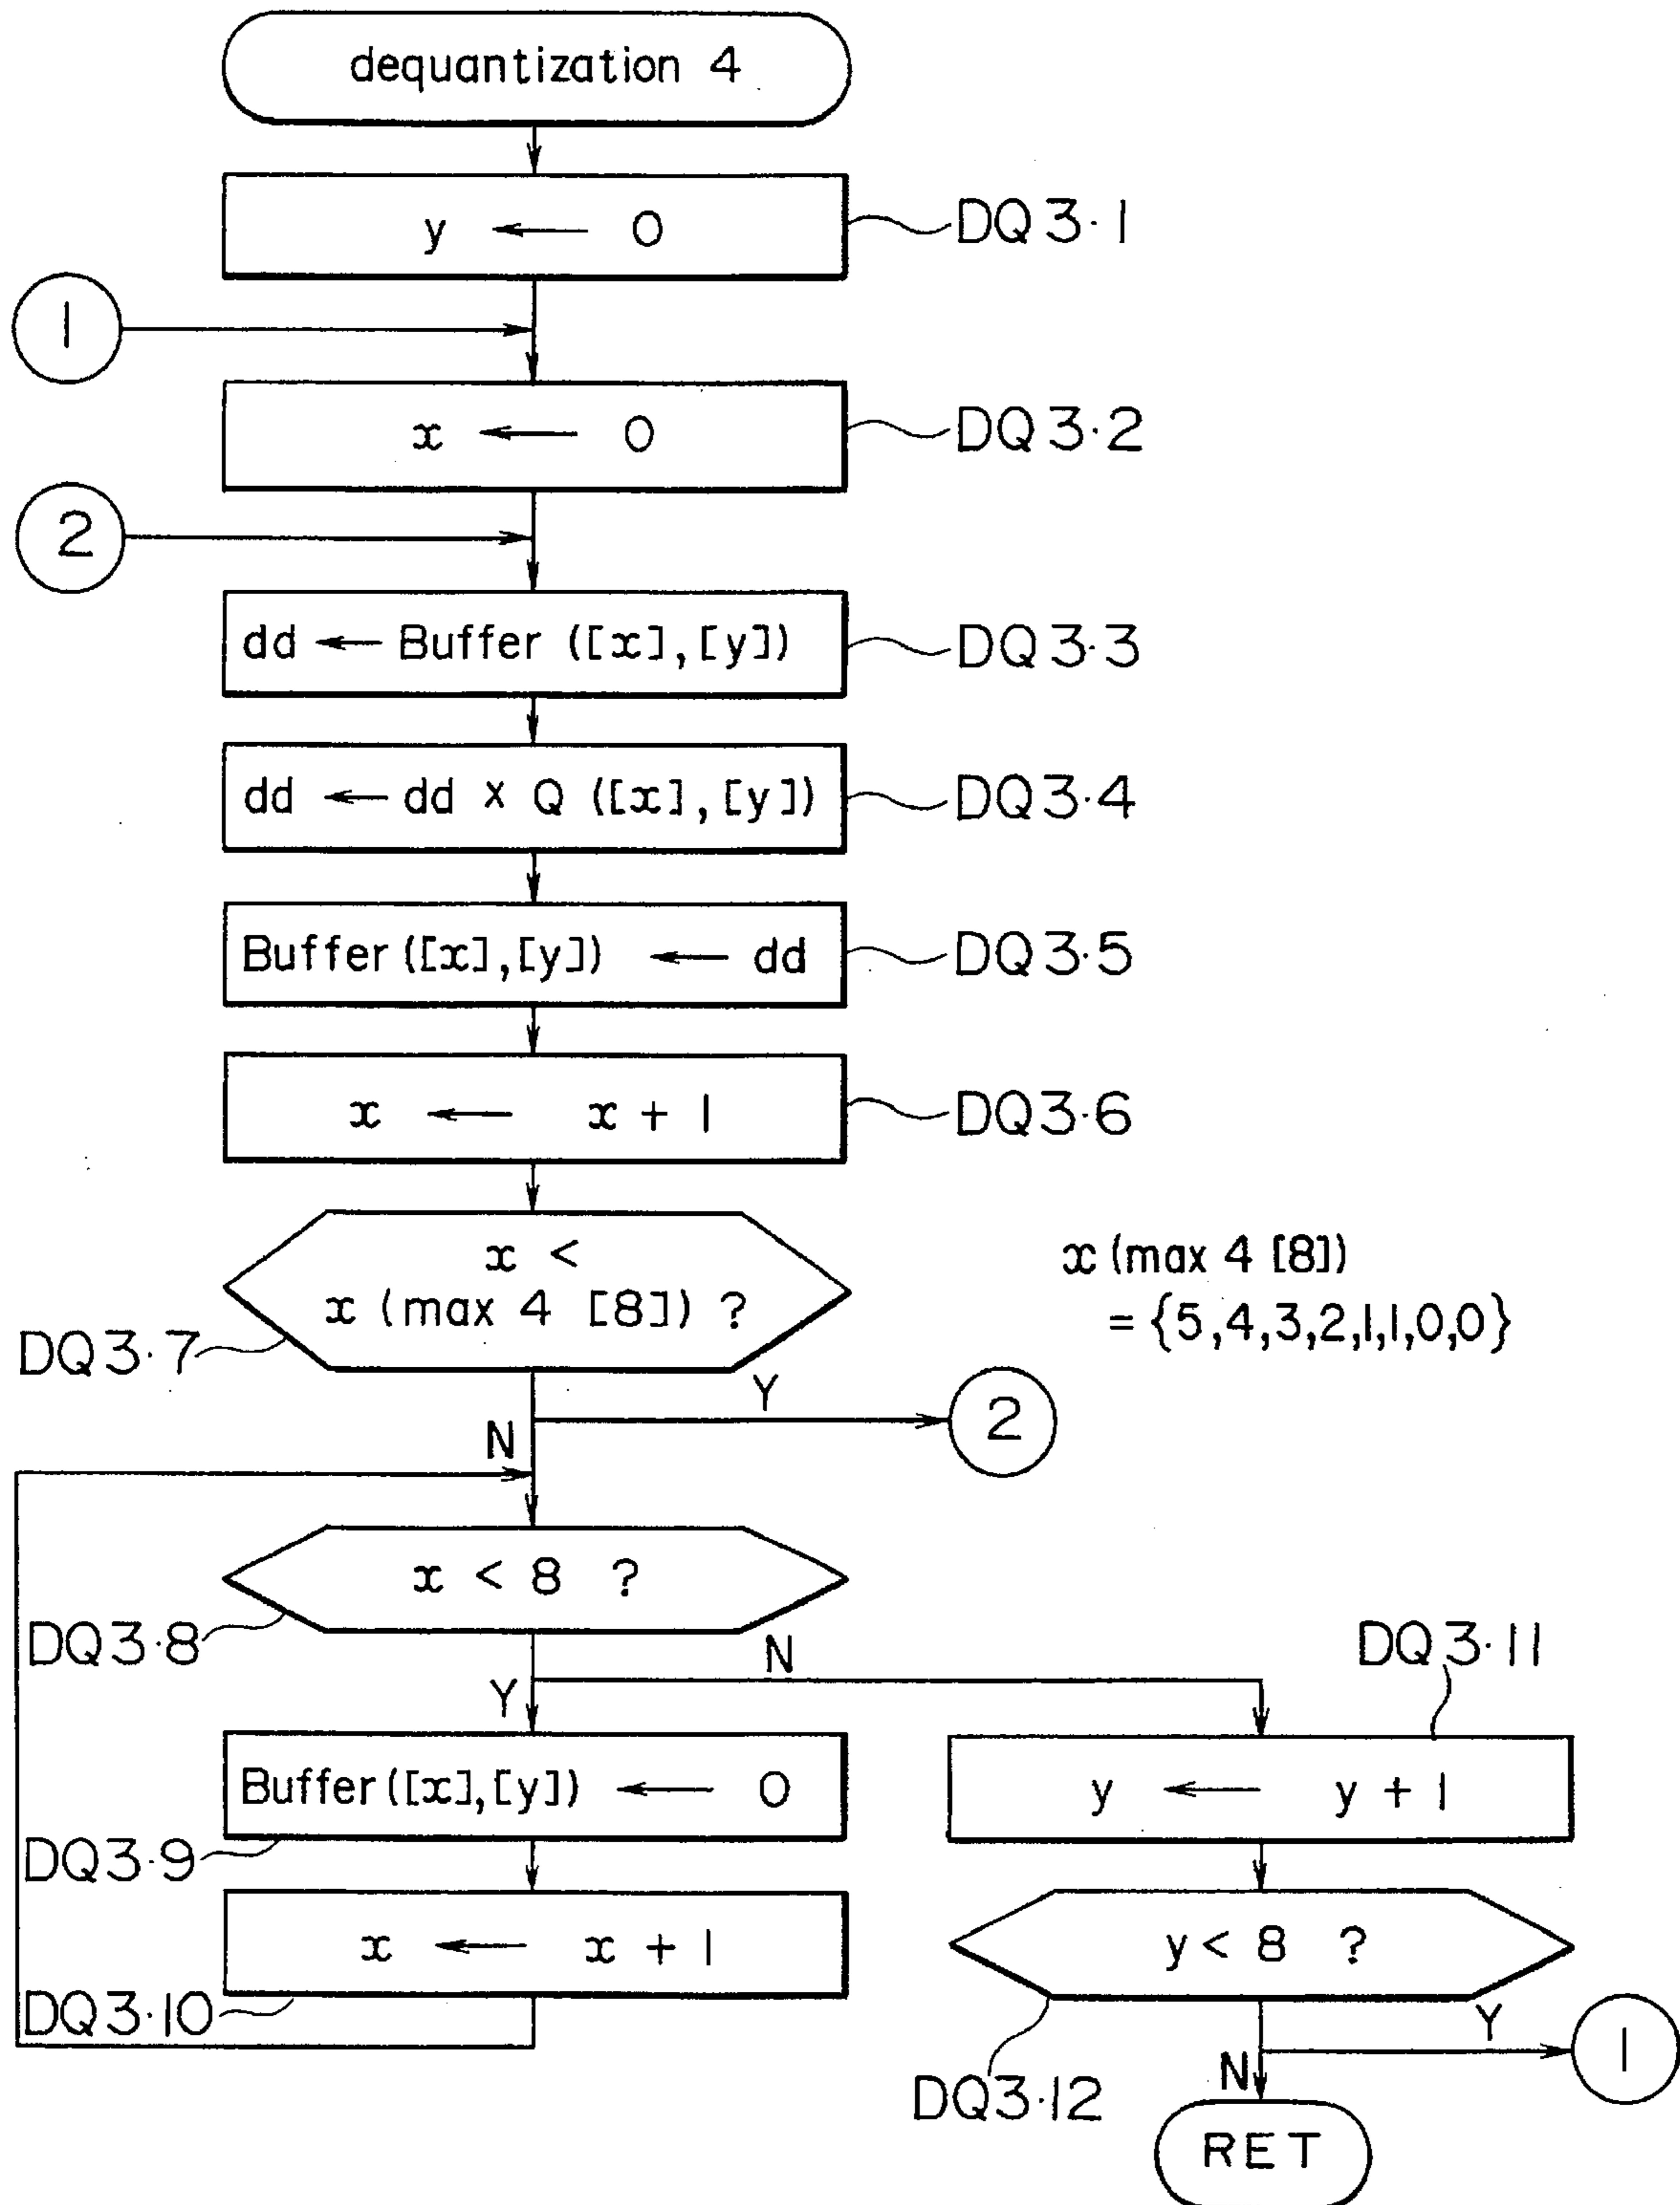 dequantization 4
y ← 0
DQ3·1
1
x ← 0
DQ3·2
2
dd ← Buffer ([x],[y])
DQ3·3
dd ← dd × Q ([x],[y])
DQ3·4
Buffer([x],[y]) ← dd
DQ3·5
x ← x + 1
DQ3·6
x <
x (max 4 [8]) ?
DQ3·7
x (max 4 [8])
= {5,4,3,2,1,1,0,0}
Y
2
N
x < 8 ?
DQ3·8
N
Y
DQ3·11
Buffer([x],[y]) ← 0
DQ3·9
y ← y + 1
x ← x + 1
DQ3·10
y < 8 ?
DQ3·12
Y
1
N
RET